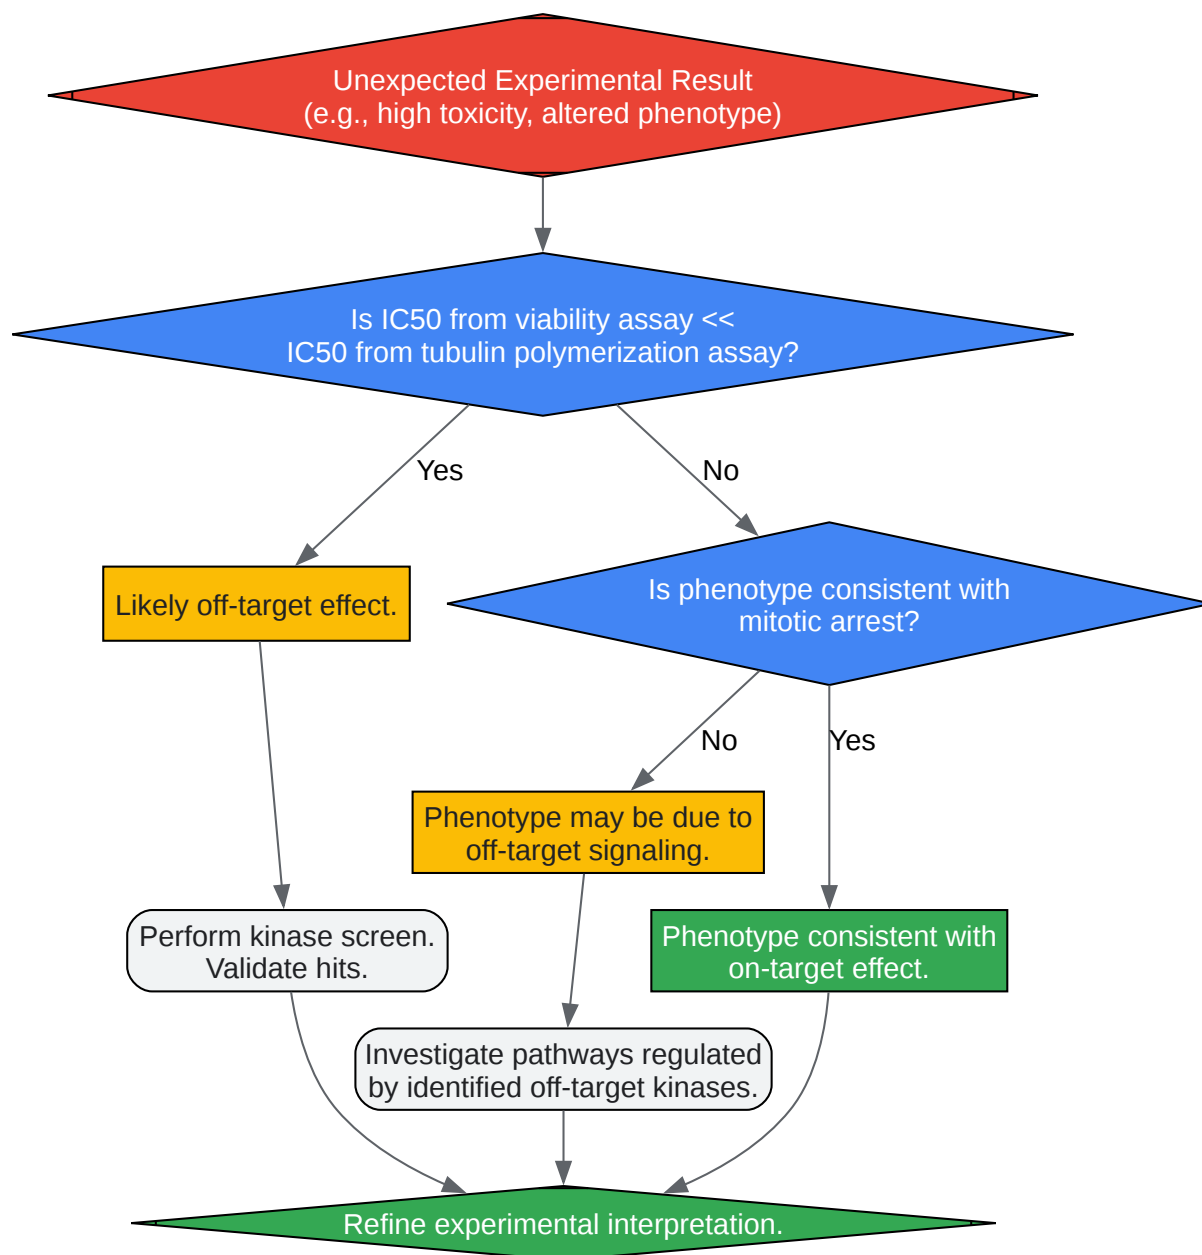 Unexpected Experimental Result
(e.g., high toxicity, altered phenotype)
Is IC50 from viability assay <<
IC50 from tubulin polymerization assay?
Yes
No
Likely off-target effect.
Is phenotype consistent with
mitotic arrest?
No
Yes
Phenotype may be due to
off-target signaling.
Perform kinase screen.
Validate hits.
Phenotype consistent with
on-target effect.
Investigate pathways regulated
by identified off-target kinases.
Refine experimental interpretation.